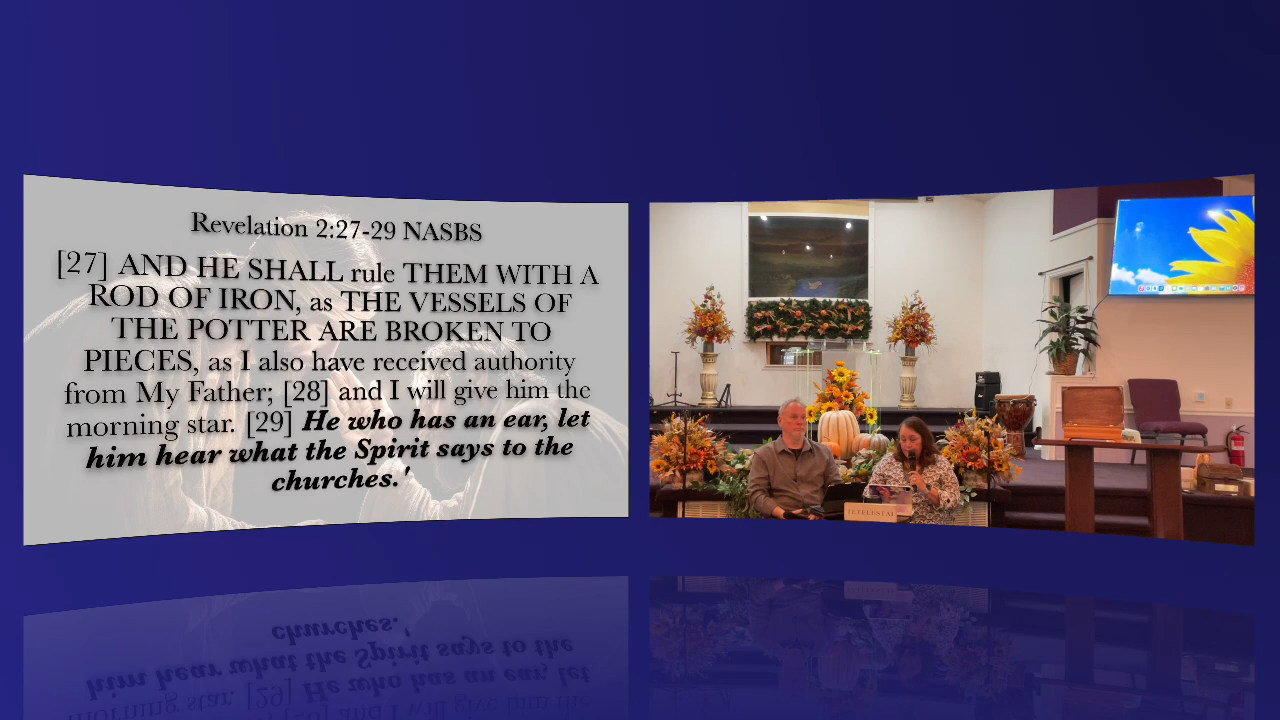 Revelation 2:27-29 NASBS
[27] AND HE SHALL rule THEM WITH A
ROD OF IRON, as THE VESSELS OF
THE POTTER ARE BROKEN TO
PIECES, as I also have received authority
from My Father; [28] and I will give him the
morning star. [29] He who has an ear, let
him hear what the Spirit says to the
churches.'
TETELESTAI